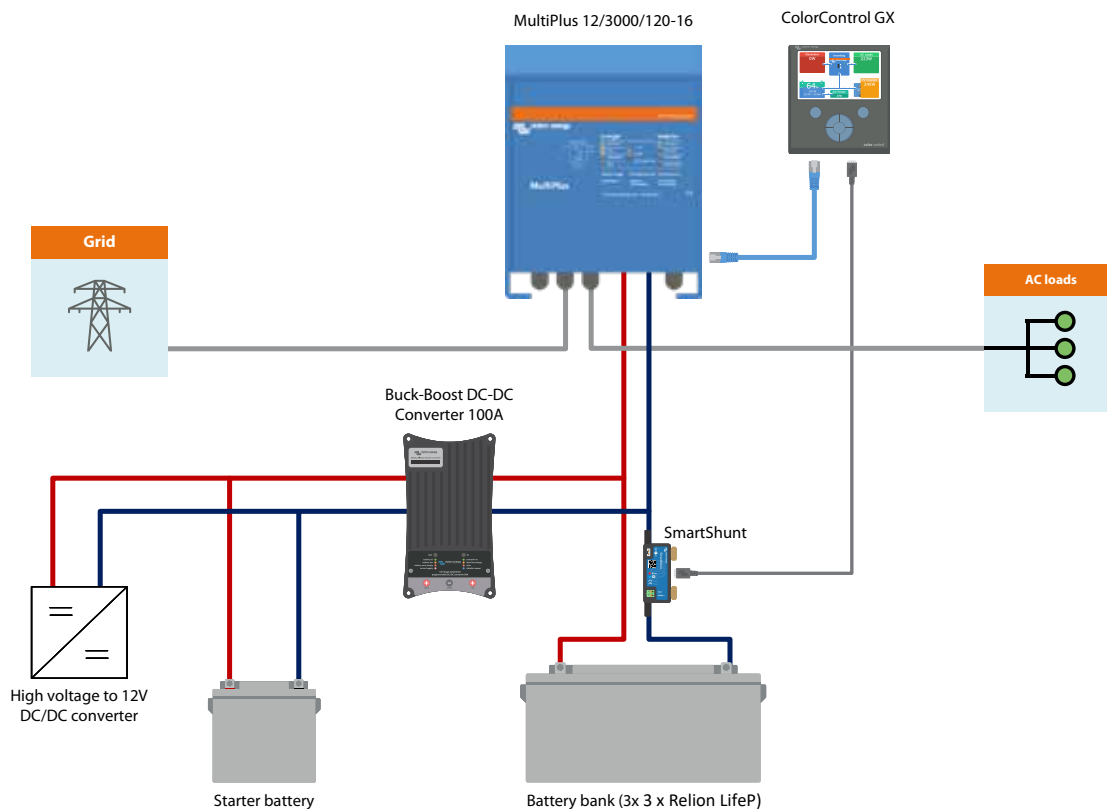 MultiPlus 12/3000/120-16
ColorControl GX
64
MultiPlus
Grid
AC loads
Buck-Boost DC-DC
Converter 100A
SmartShunt
High voltage to 12V
DC/DC converter
Starter battery
Battery bank (3x 3 x Relion LifeP)